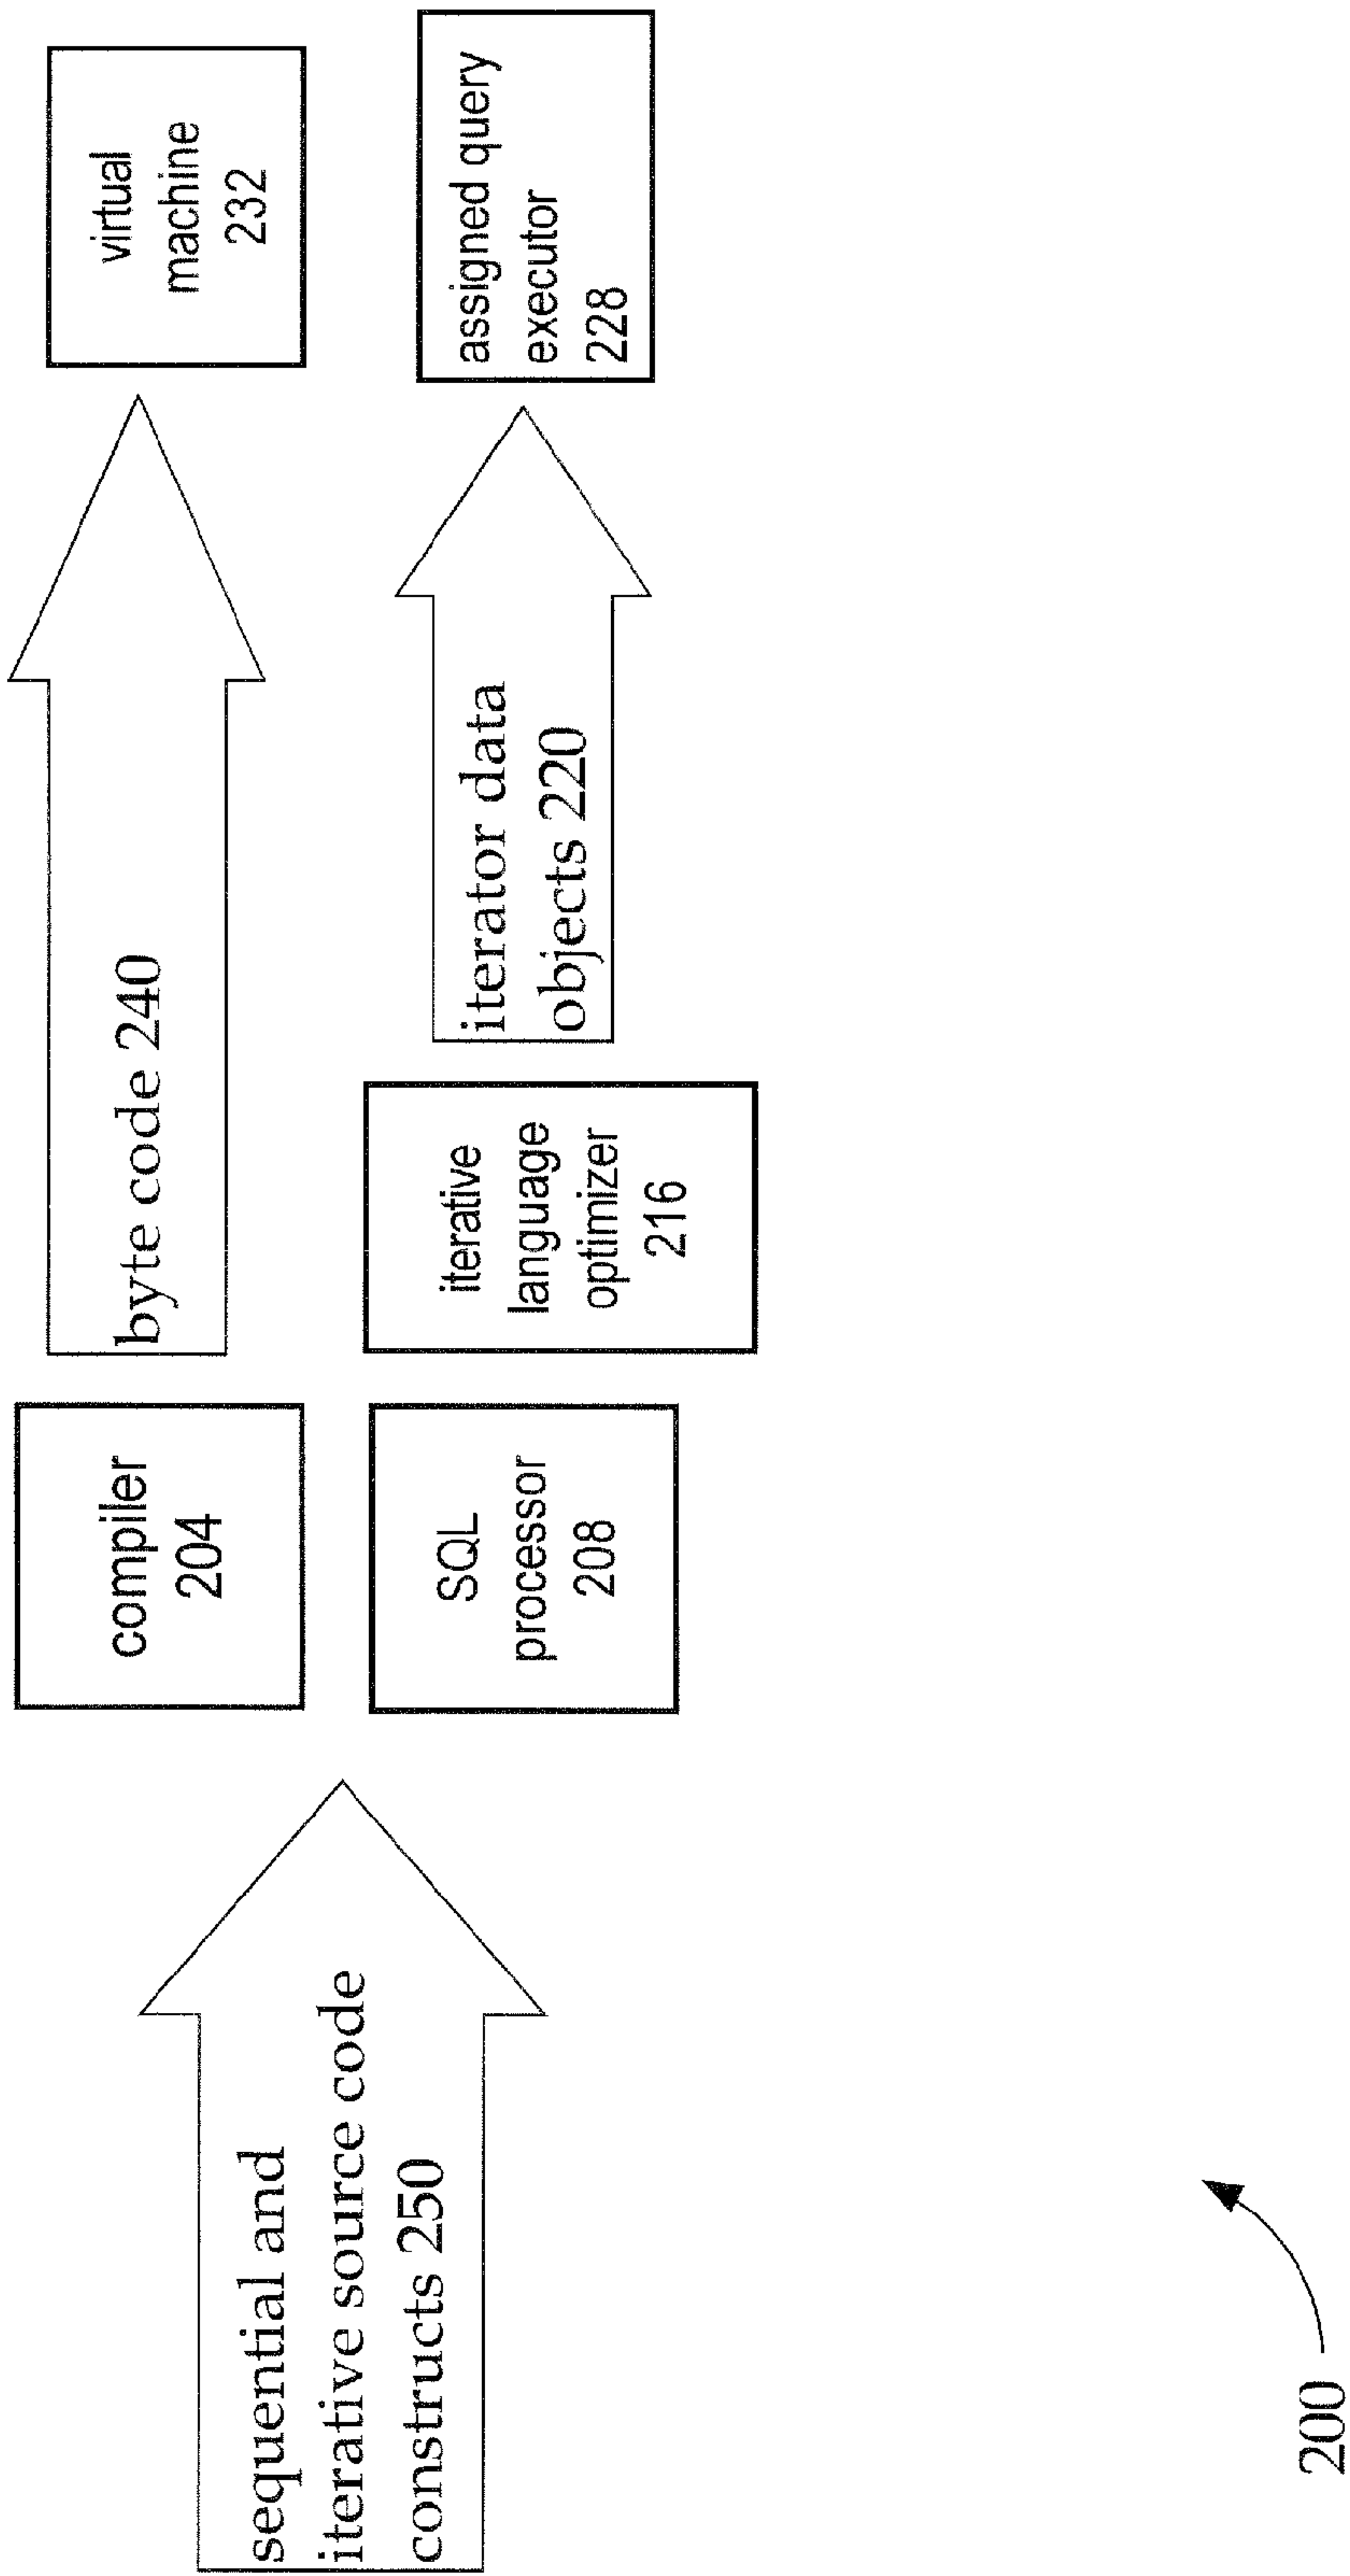 sequential and
iterative source code
constructs 250
compiler
204
SQL
processor
208
byte code 240
iterative
language
optimizer
216
iterator data
objects 220
virtual
machine
232
assigned query
executor
228
200